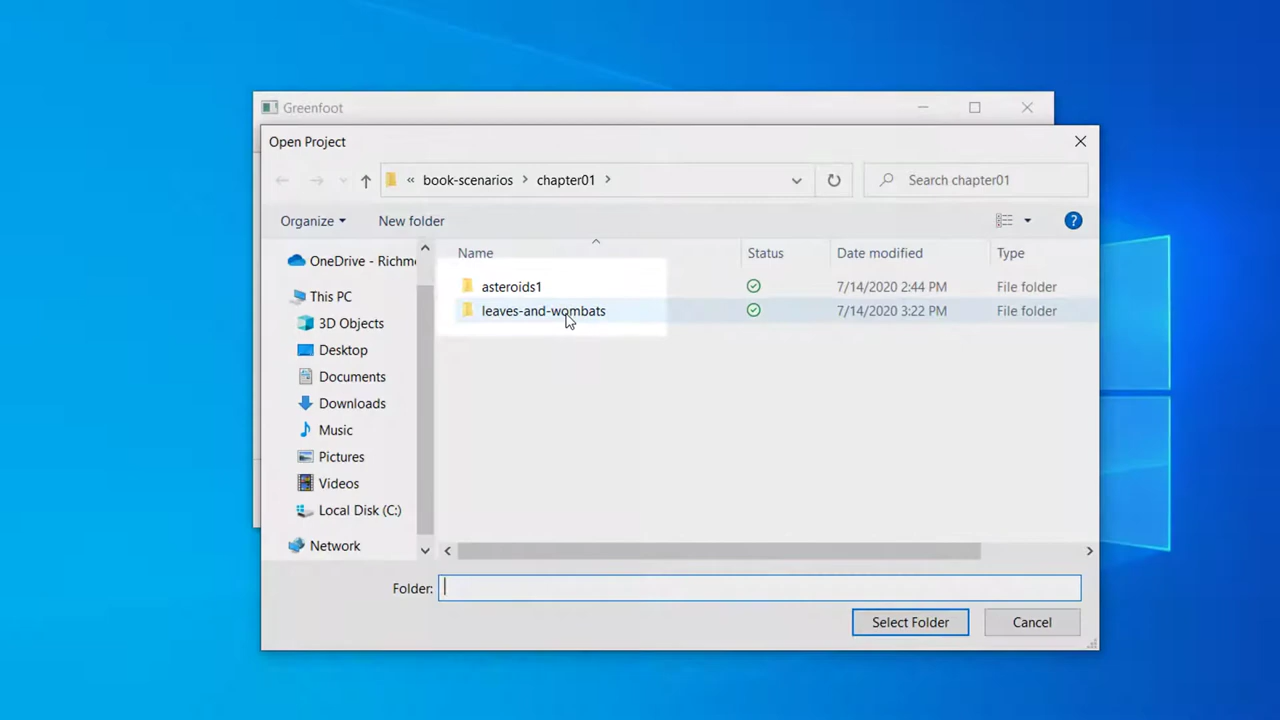 Greenfoot
Open Project
« book-scenarios > chapter01 >
Search chapter01
Organize
New folder
?
Name
Status
Date modified
Type
OneDrive - Richm
This PC
3D Objects
Desktop
Documents
Downloads
Music
Pictures
Videos
Local Disk (C:)
Network
asteroids1
7/14/2020 2:44 PM
File folder
leaves-and-wombats
7/14/2020 3:22 PM
File folder
Folder:
Select Folder
Cancel